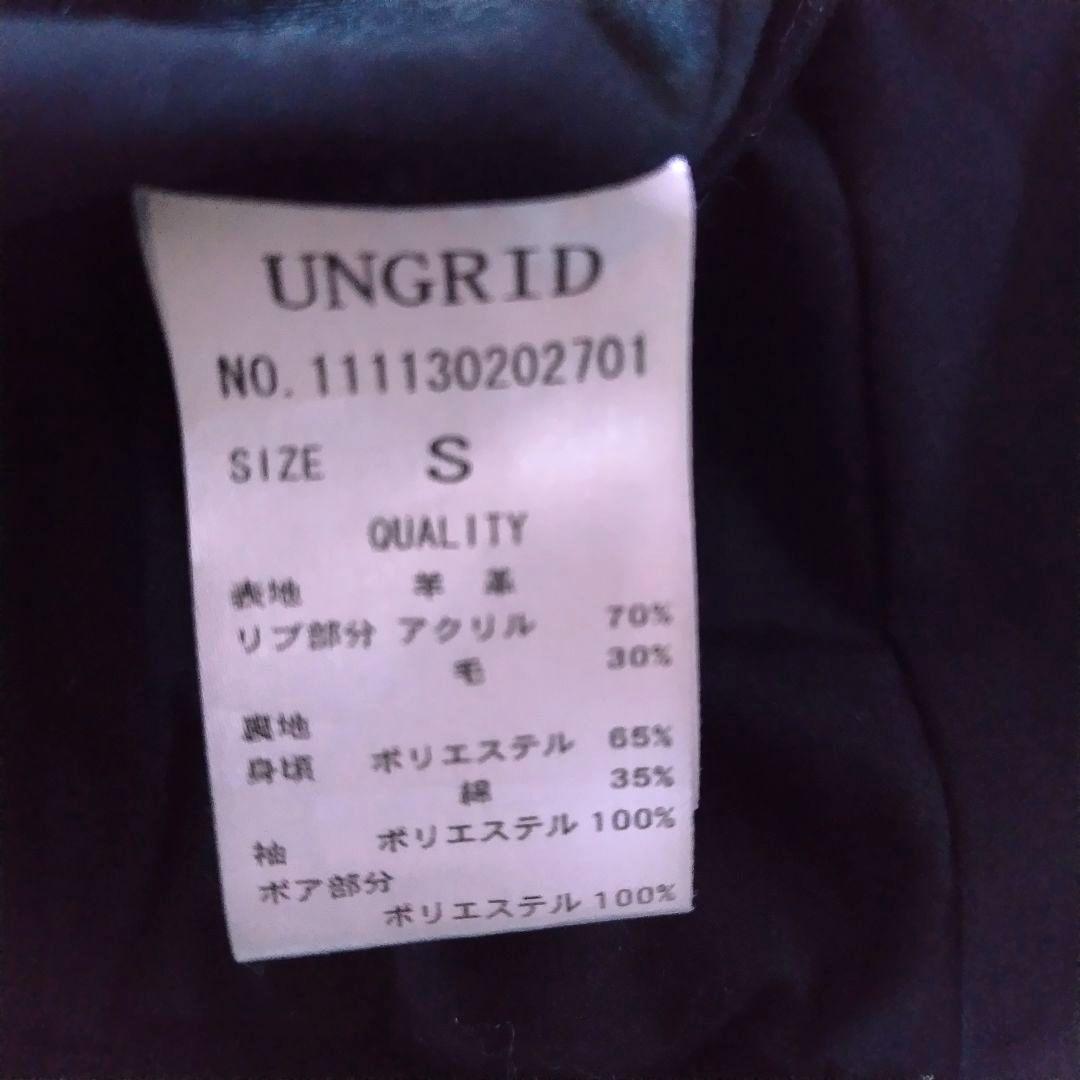 UNGRID
NO.111130202701
SIZE S
QUALITY
表地 羊 革
リブ部分 アクリル 70%
毛 30%
裏地
身頃 ポリエステル 65%
綿 35%
袖 ポリエステル 100%
ボア部分
ポリエステル 100%